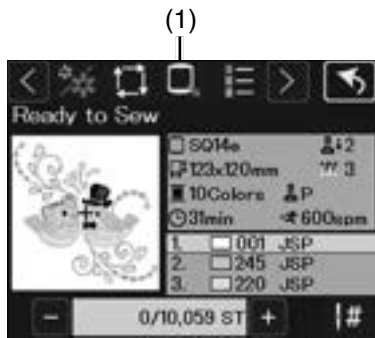 (1)
Ready to Sew
SQ14e 2
123x120mm 3
10Colors P
31min 600spm
1. 001 JSP
2. 245 JSP
3. 220 JSP
- 0/10,059 ST + #